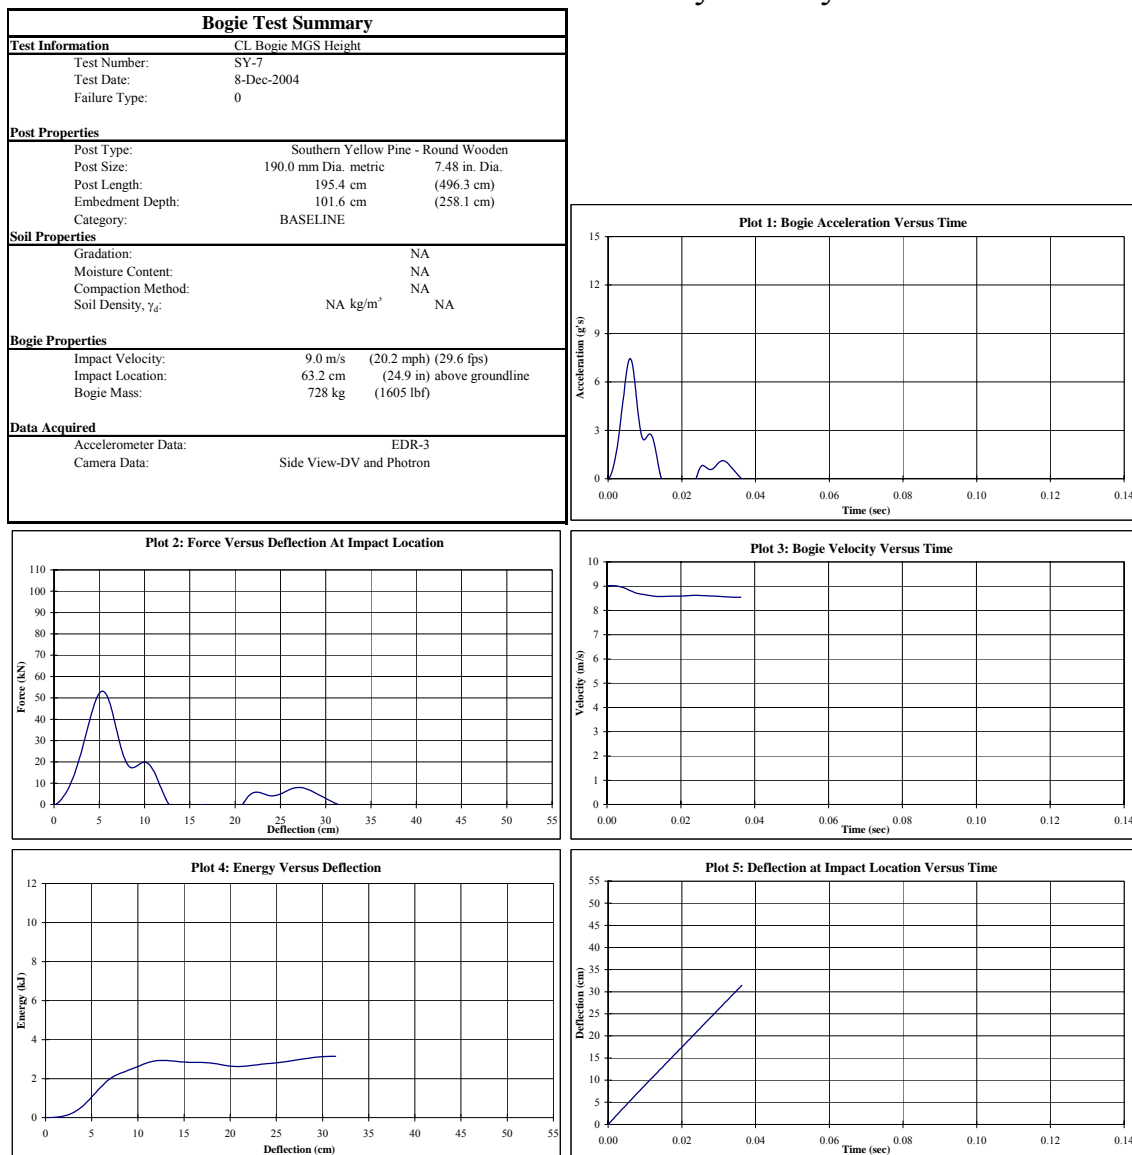 Bogie Test Summary
Test Information CL Bogie MGS Height
Test Number: SY-7
Test Date: 8-Dec-2004
Failure Type: 0
Post Properties
Post Type: Southern Yellow Pine - Round Wooden
Post Size: 190.0 mm Dia. metric 7.48 in. Dia.
Post Length: 195.4 cm (496.3 cm)
Embedment Depth: 101.6 cm (258.1 cm)
Category: BASELINE
Soil Properties
Gradation: NA
Moisture Content: NA
Compaction Method: NA
Soil Density, γd: NA kg/m³ NA
Bogie Properties
Impact Velocity: 9.0 m/s (20.2 mph) (29.6 fps)
Impact Location: 63.2 cm (24.9 in) above groundline
Bogie Mass: 728 kg (1605 lbf)
Data Acquired
Accelerometer Data: EDR-3
Camera Data: Side View-DV and Photron
Plot 1: Bogie Acceleration Versus Time
Acceleration (g's)
15
12
9
6
3
0
0.00 0.02 0.04 0.06 0.08 0.10 0.12 0.14
Time (sec)
Plot 2: Force Versus Deflection At Impact Location
Force (kN)
110
100
90
80
70
60
50
40
30
20
10
0
0 5 10 15 20 25 30 35 40 45 50 55
Deflection (cm)
Plot 3: Bogie Velocity Versus Time
Velocity (m/s)
10
9
8
7
6
5
4
3
2
1
0
0.00 0.02 0.04 0.06 0.08 0.10 0.12 0.14
Time (sec)
Plot 4: Energy Versus Deflection
Energy (kJ)
12
10
8
6
4
2
0
0 5 10 15 20 25 30 35 40 45 50 55
Deflection (cm)
Plot 5: Deflection at Impact Location Versus Time
Deflection (cm)
55
50
45
40
35
30
25
20
15
10
5
0
0.00 0.02 0.04 0.06 0.08 0.10 0.12 0.14
Time (sec)